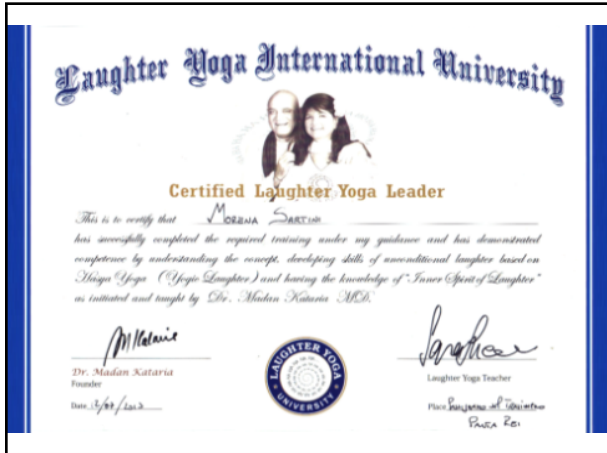 Laughter Yoga International University
Certified Laughter Yoga Leader
This is to certify that MORENA SARTINI
has successfully completed the required training under my guidance and has demonstrated
competence by understanding the concept, developing skills of unconditional laughter based on
Hasya Yoga (Yogic Laughter) and having the knowledge of "Inner Spirit of Laughter"
as initiated and taught by Dr. Madan Kataria MD.
MKataria
Dr. Madan Kataria
Founder
Date
LAUGHTER YOGA
UNIVERSITY
Laughter Yoga Teacher
Place